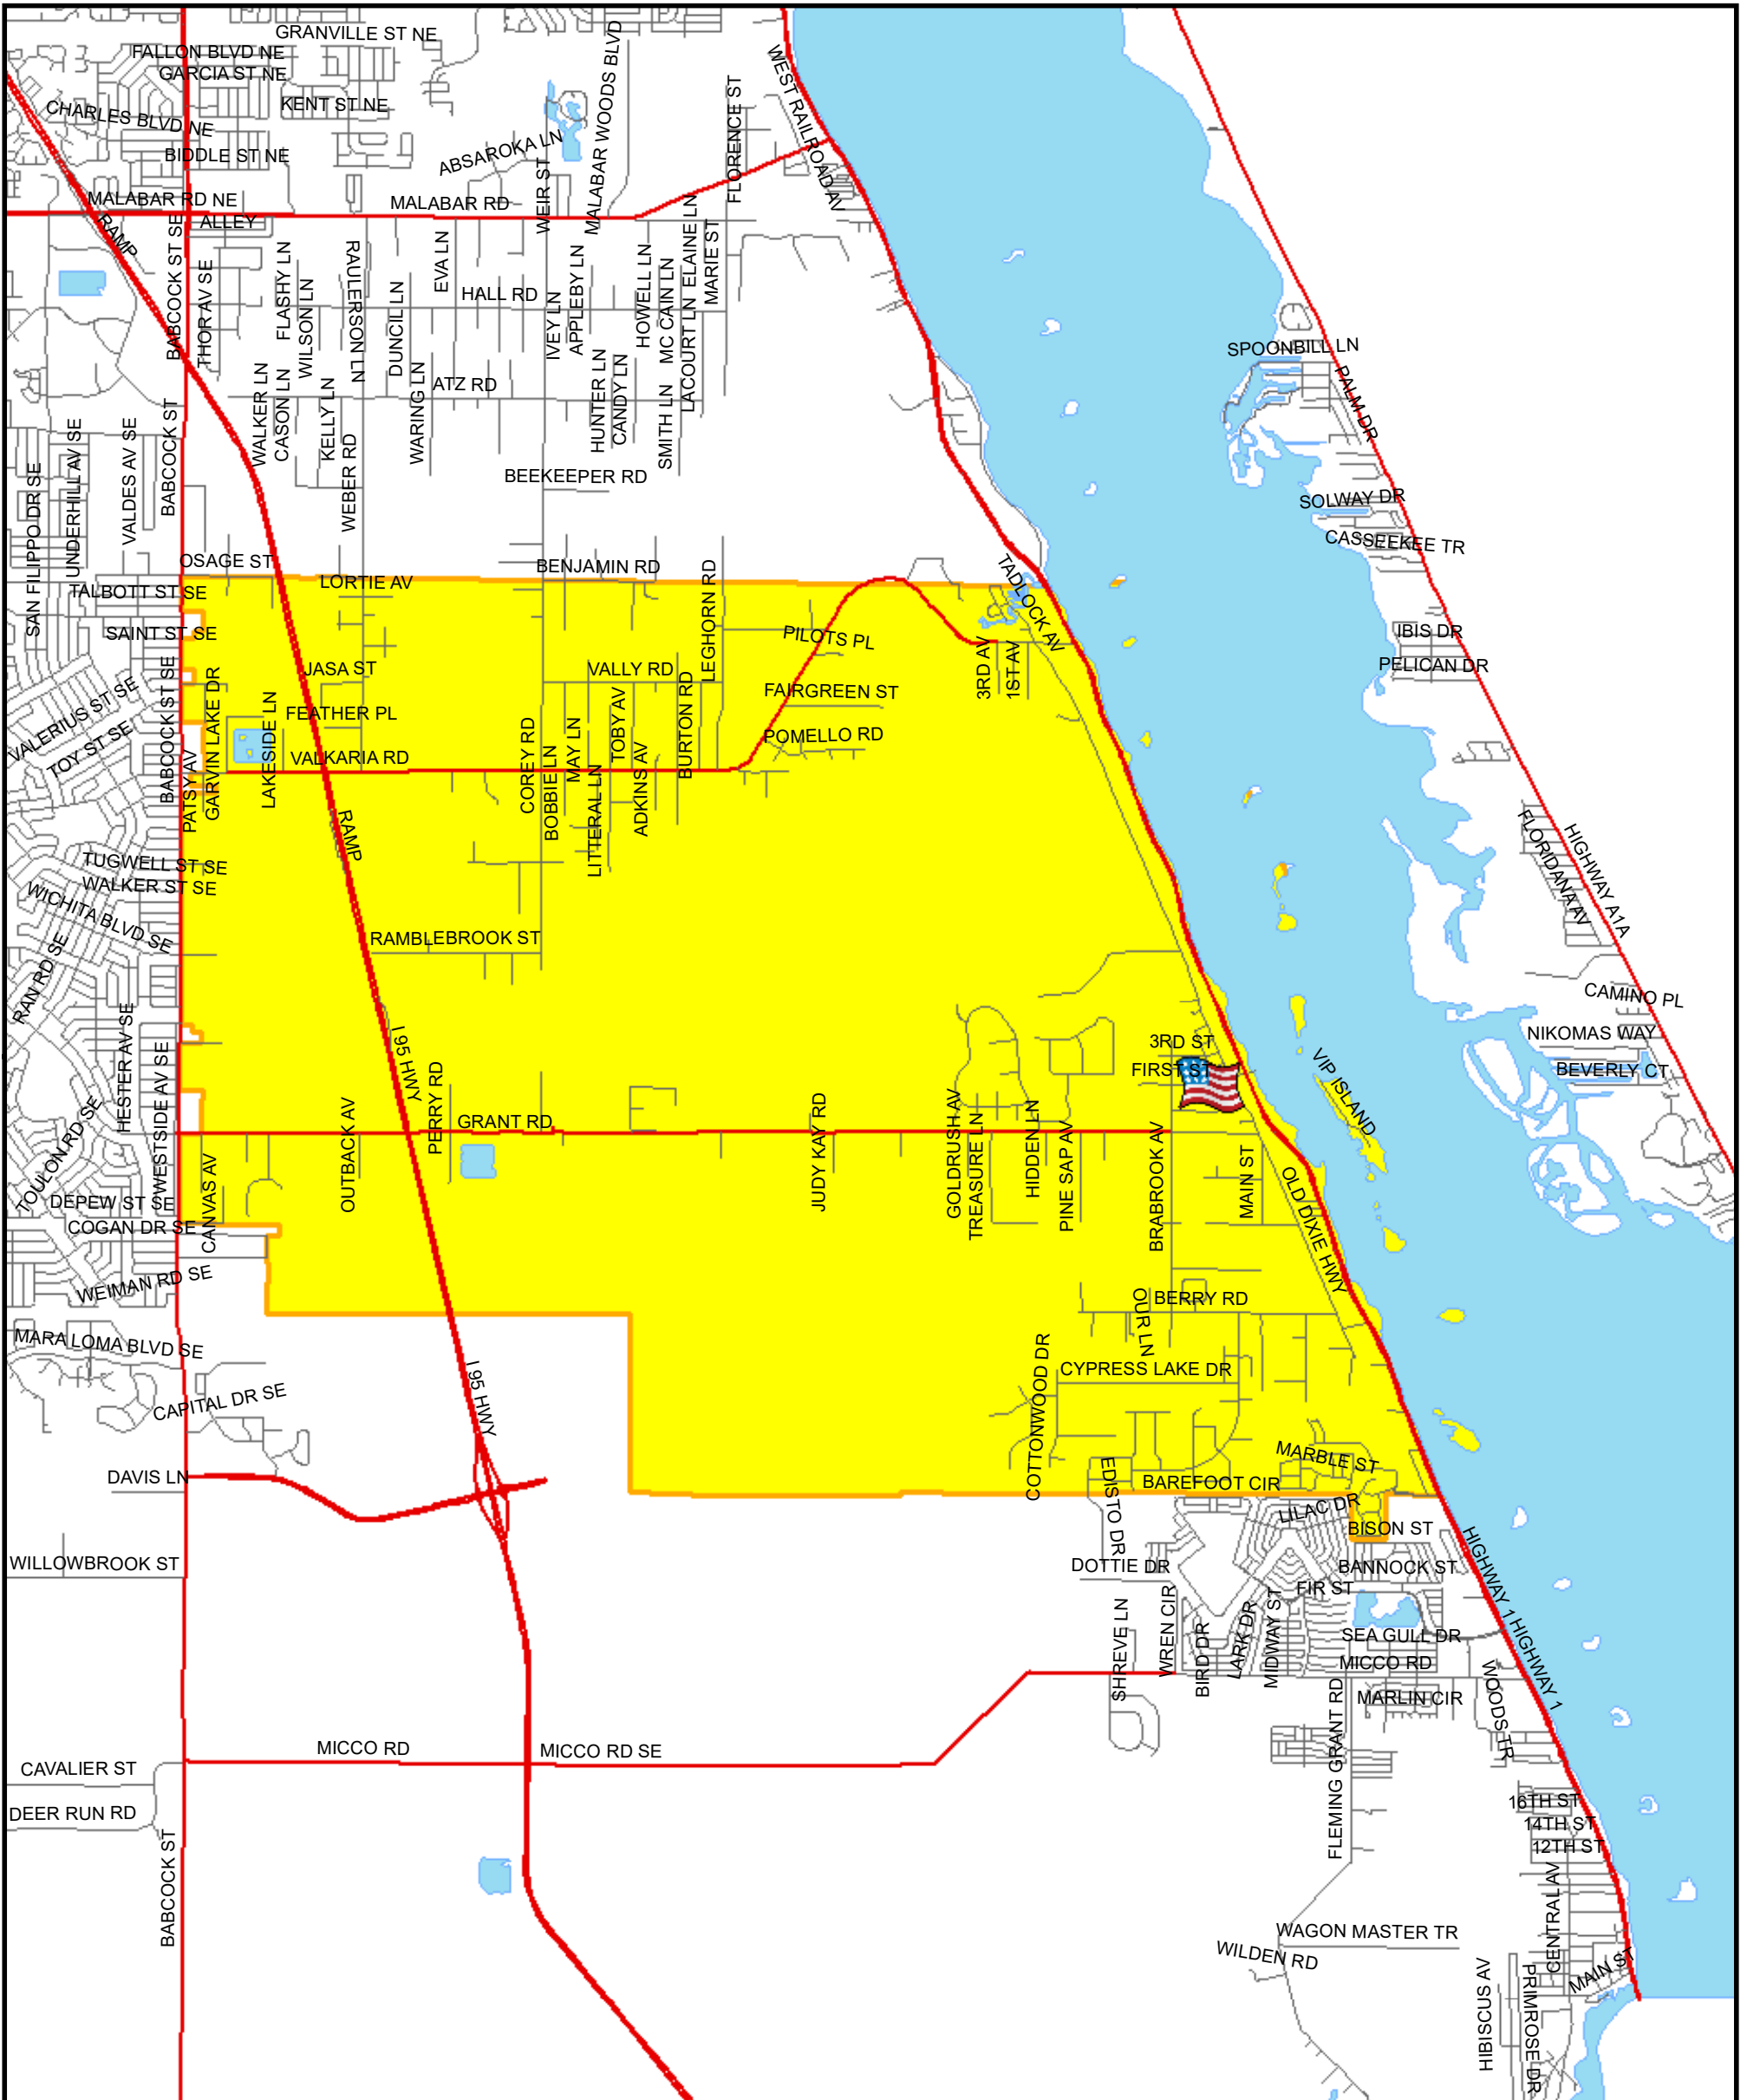 GRANVILLE ST NE
FALLON BLVD NE
GARCIA ST NE
KENT ST NE
CHARLES BLVD NE
BIDDLE ST NE
ABSAROKA LN
MALABAR WOODS BLVD
FLORENCE ST
WEST RAILROAD AV
MALABAR RD NE
MALABAR RD
WEIR ST
ALLEY
RAMP
BABCOCK ST SE
THOR AV SE
FLASHY LN
WILSON LN
RAULERSON LN
DUNCIL LN
EVA LN
HALL RD
IVEY LN
APPLEBY LN
HOWELL LN
MC CAIN LN
ELAINE LN
LACOURT LN
MARIE ST
WALKER LN
CASON LN
KELLY LN
WEBER RD
WARING LN
ATZ RD
HUNTER LN
CANDY LN
SMITH LN
SPOONBILL LN
PALM DR
SAN FILIPPO DR SE
UNDERHILL AV SE
VALDES AV SE
BABCOCK ST
BEEKEEPER RD
SOLWAY DR
CASSEEKEE TR
OSAGE ST
TALBOTT ST SE
LORTIE AV
BENJAMIN RD
LEGHORN RD
TADLOCK AV
SAINT ST SE
PILOTS PL
IBIS DR
PELICAN DR
JASA ST
VALLY RD
3RD AV
1ST AV
FAIRGREEN ST
VALERIUS ST SE
TOY ST SE
BABCOCK ST SE
PATSY AV
GARVIN LAKE DR
LAKESIDE LN
FEATHER PL
VALKARIA RD
COREY RD
BOBBIE LN
MAY LN
LITTERAL LN
TOBY AV
ADKINS AV
BURTON RD
POMELLO RD
RAMP
TUGWELL ST SE
WALKER ST SE
WICHITA BLVD SE
FLORIDANA AV
HIGHWAY A1A
RAMBLEBROOK ST
RAN RD SE
CAMINO PL
NIKOMAS WAY
BEVERLY CT
HESTER AV SE
WESTSIDE AV SE
I 95 HWY
PERRY RD
3RD ST
FIRST ST
VIP ISLAND
OUTBACK AV
GRANT RD
JUDY KAY RD
GOLDRUSH AV
TREASURE LN
HIDDEN LN
PINE SAP AV
BRABROOK AV
MAIN ST
OLD DIXIE HWY
TOULON RD SE
DEPEW ST SE
COGAN DR SE
CANVAS AV
WEIMAN RD SE
BERRY RD
OUR LN
MARA LOMA BLVD SE
CAPITAL DR SE
I 95 HWY
COTTONWOOD DR
CYPRESS LAKE DR
MARBLE ST
DAVIS LN
EDISTO DR
BAREFOOT CIR
LILAC DR
BISON ST
WILLOWBROOK ST
DOTTIE DR
BANNOCK ST
FIR ST
HIGHWAY 1
HIGHWAY 1
SHREVE LN
WREN CIR
BIRD DR
LARK DR
MIDWAY ST
SEA GULL DR
MICCO RD
MARLIN CIR
WOODS TR
FLEMING GRANT RD
MICCO RD
MICCO RD SE
CAVALIER ST
DEER RUN RD
BABCOCK ST
16TH ST
14TH ST
12TH ST
CENTRAL AV
WAGON MASTER TR
WILDEN RD
MAIN ST
HIBISCUS AV
PRIMROSE DR